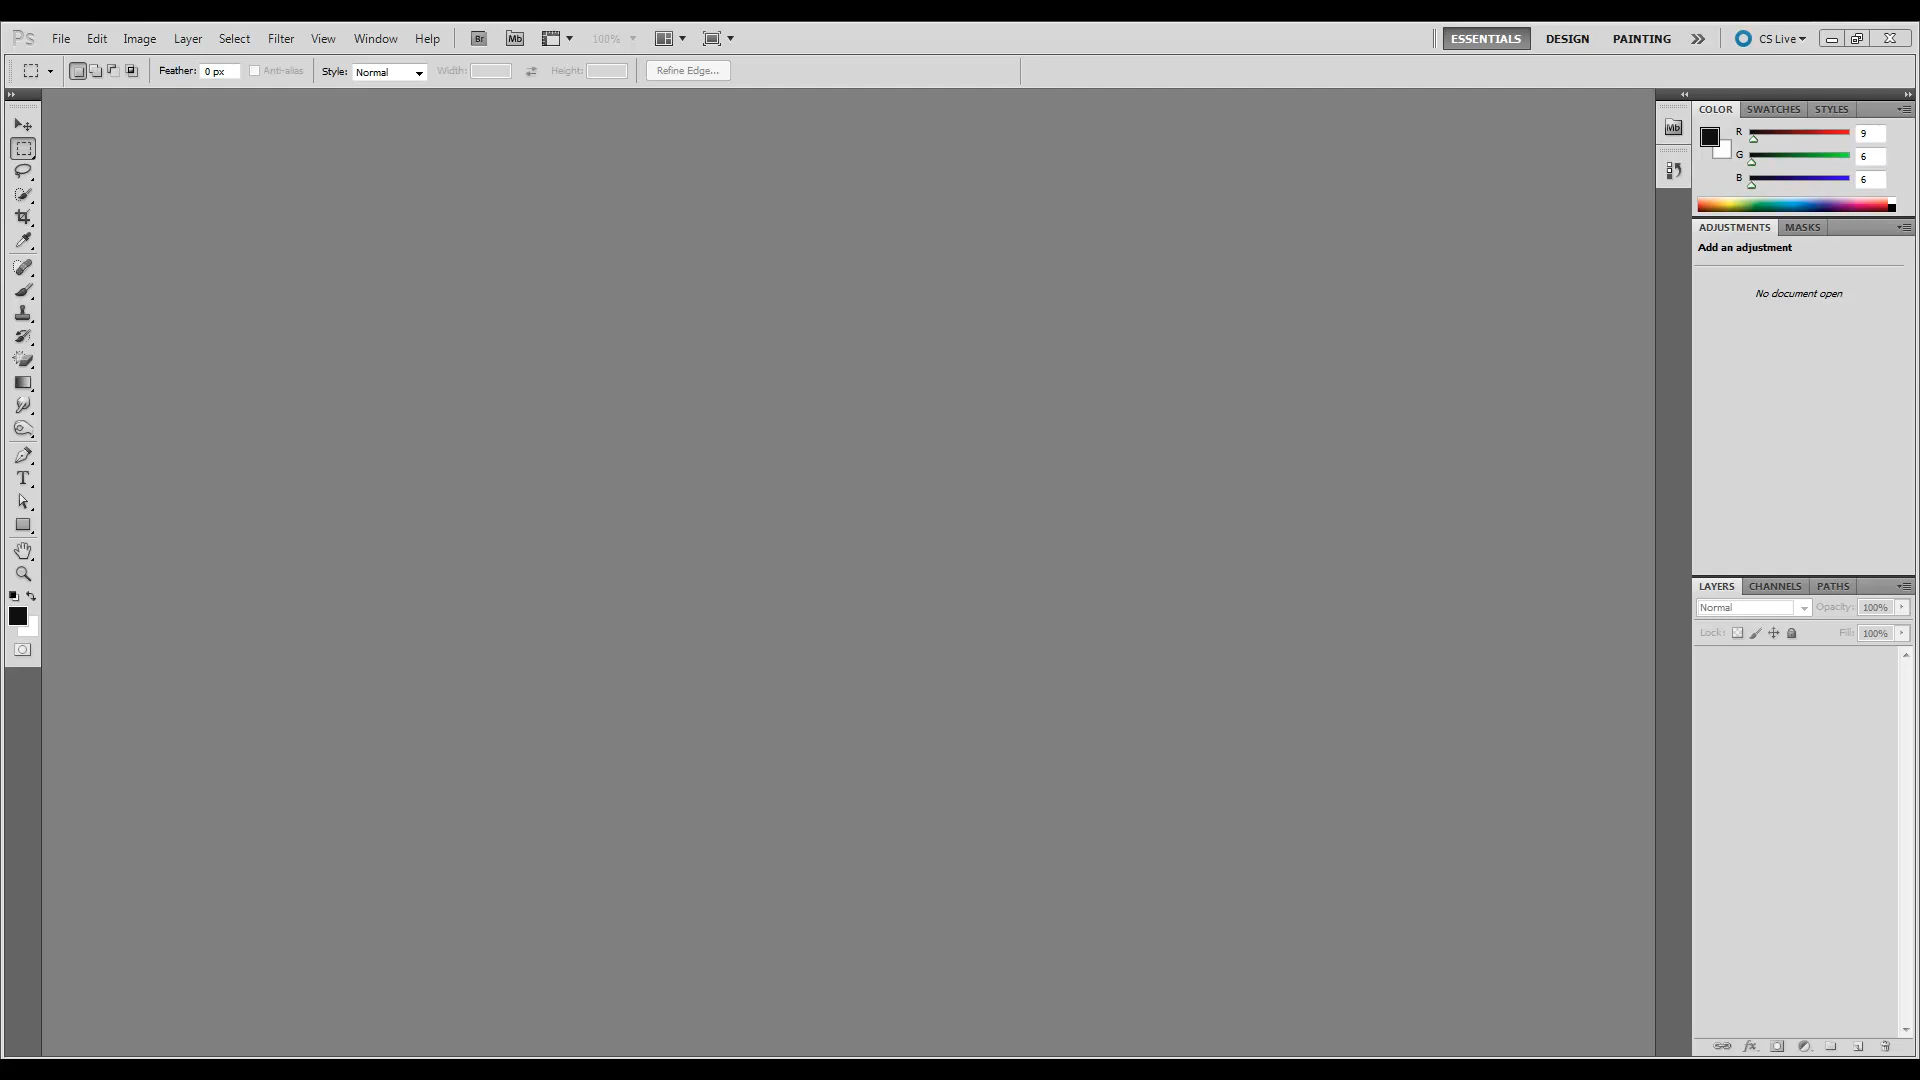 Ps File Edit Image Layer Select Filter View Window Help Br Mb 100% ESSENTIALS DESIGN PAINTING CS Live
Feather: 0 px Anti-alias Style: Normal Width: Height: Refine Edge...
COLOR SWATCHES STYLES
Mb
R 9
G 6
B 6
ADJUSTMENTS MASKS
Add an adjustment
No document open
T
LAYERS CHANNELS PATHS
Normal Opacity: 100%
Lock: Fill: 100%
fx